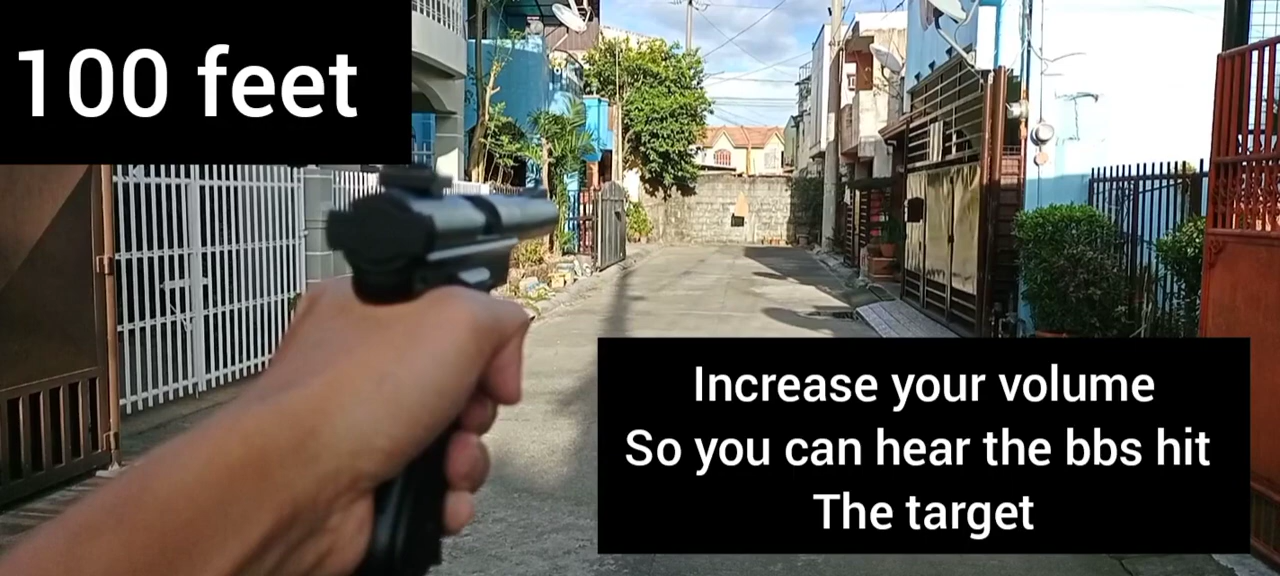 100 feet
Increase your volume
So you can hear the bbs hit
The target